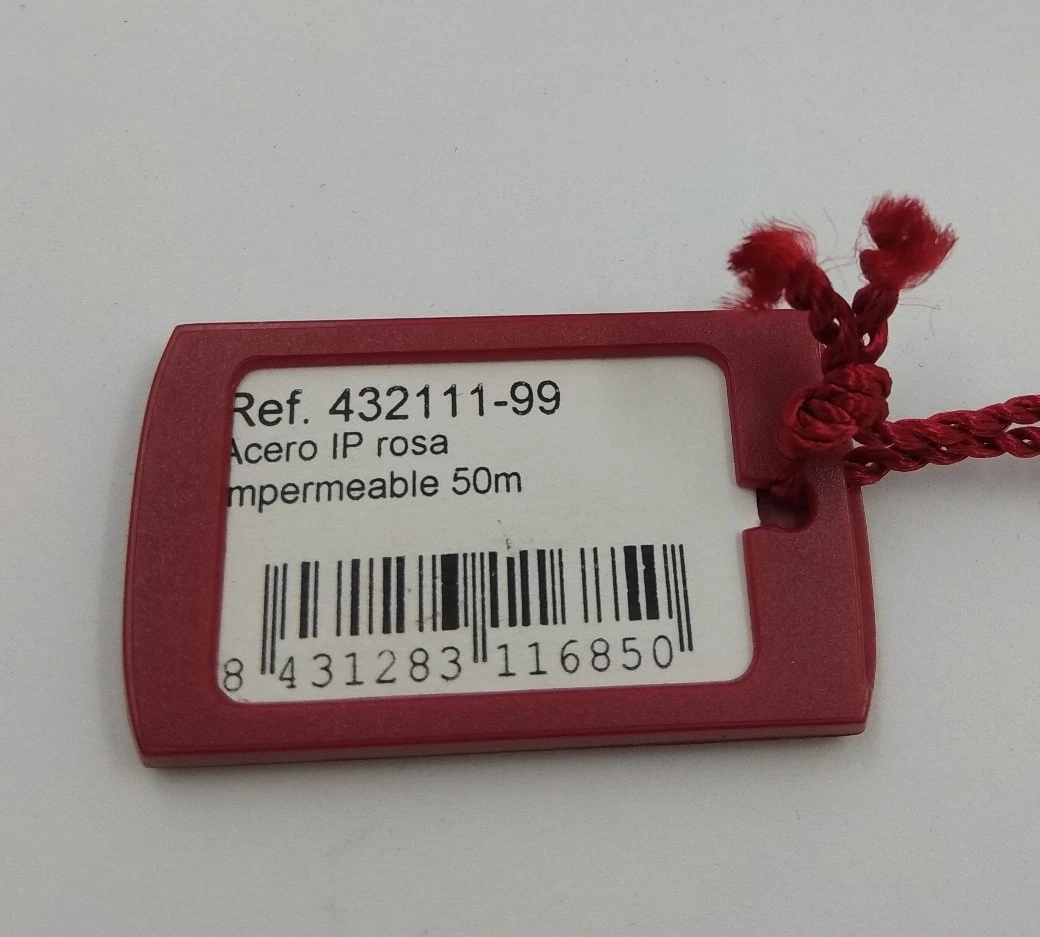 Ref. 432111-99
Acero IP rosa
mpermeable 50m
8 431283 116850